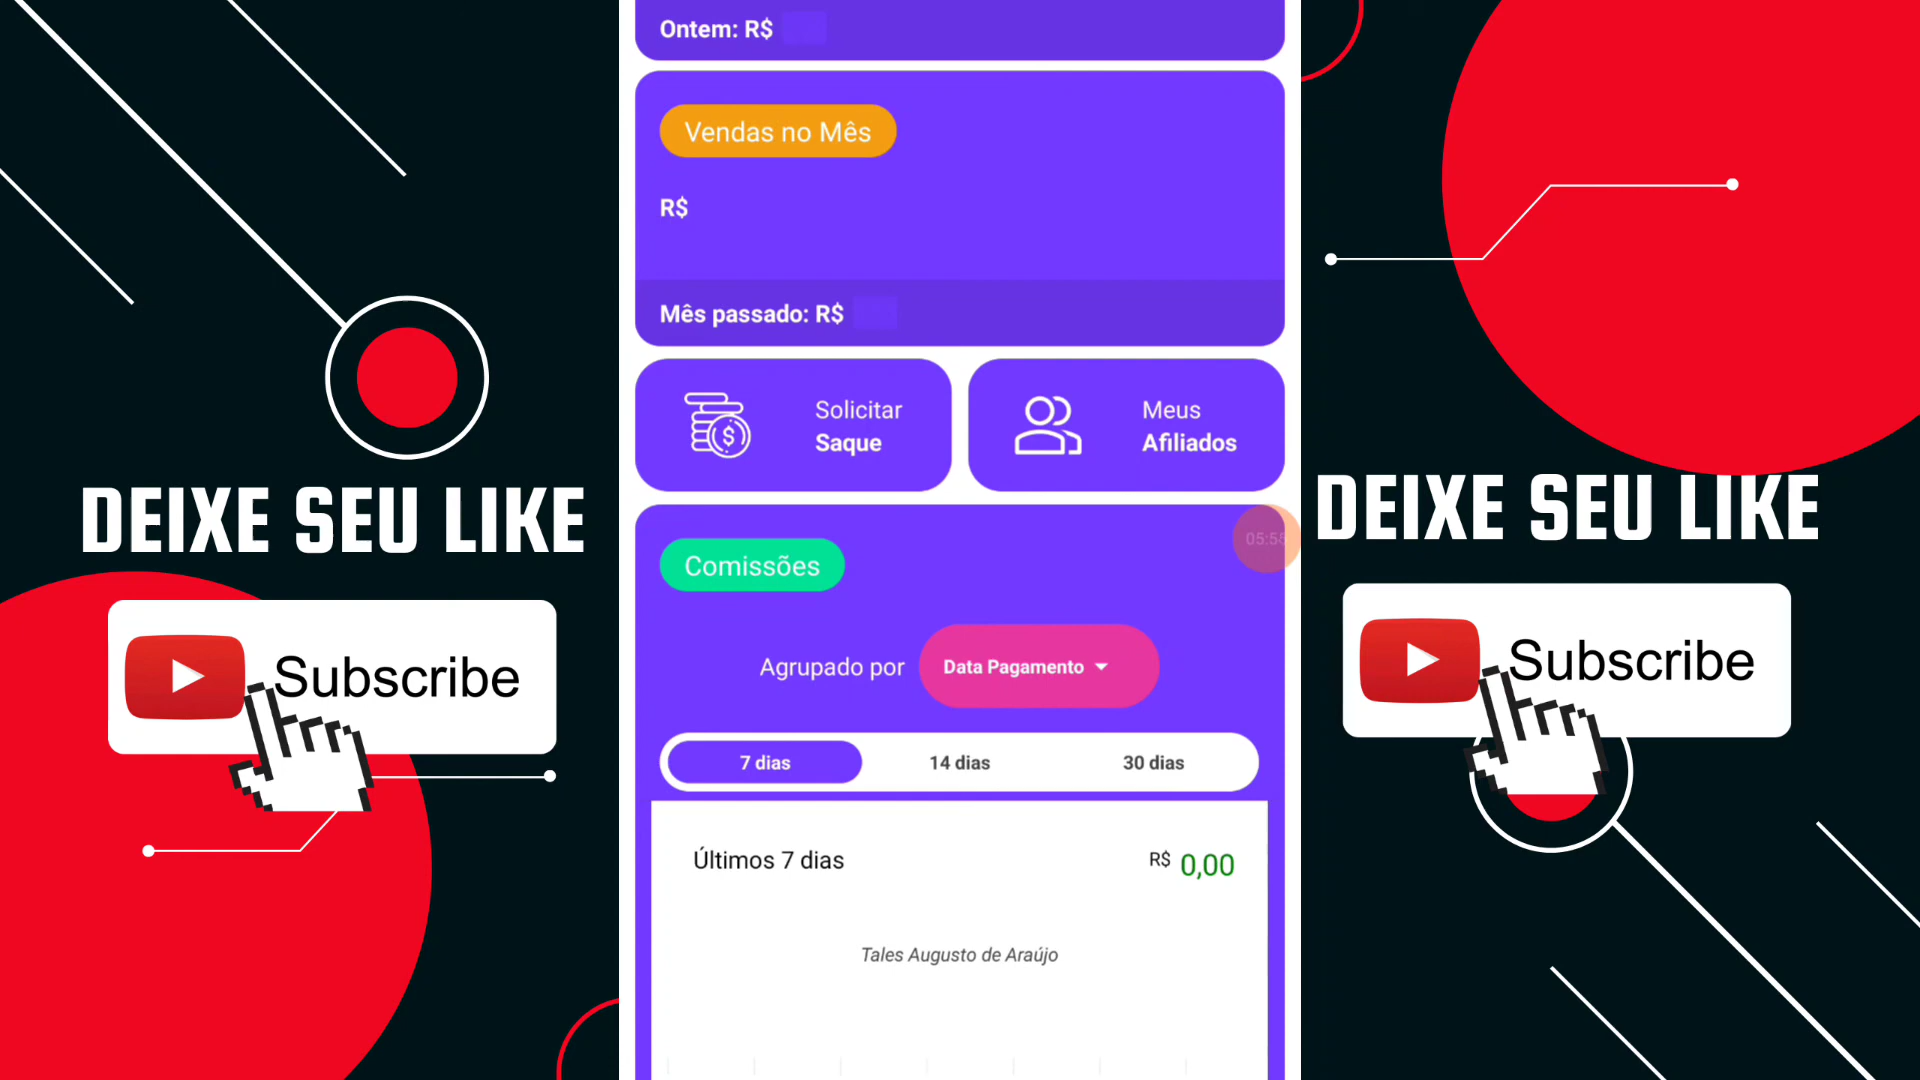 DEIXE SEU LIKE
Subscribe
Ontem: R$
Vendas no Mês
R$
Mês passado: R$
Solicitar
Saque
Meus
Afiliados
Comissões
05:58
Agrupado por
Data Pagamento
7 dias
14 dias
30 dias
Últimos 7 dias
R$ 0,00
Tales Augusto de Araújo
DEIXE SEU LIKE
Subscribe